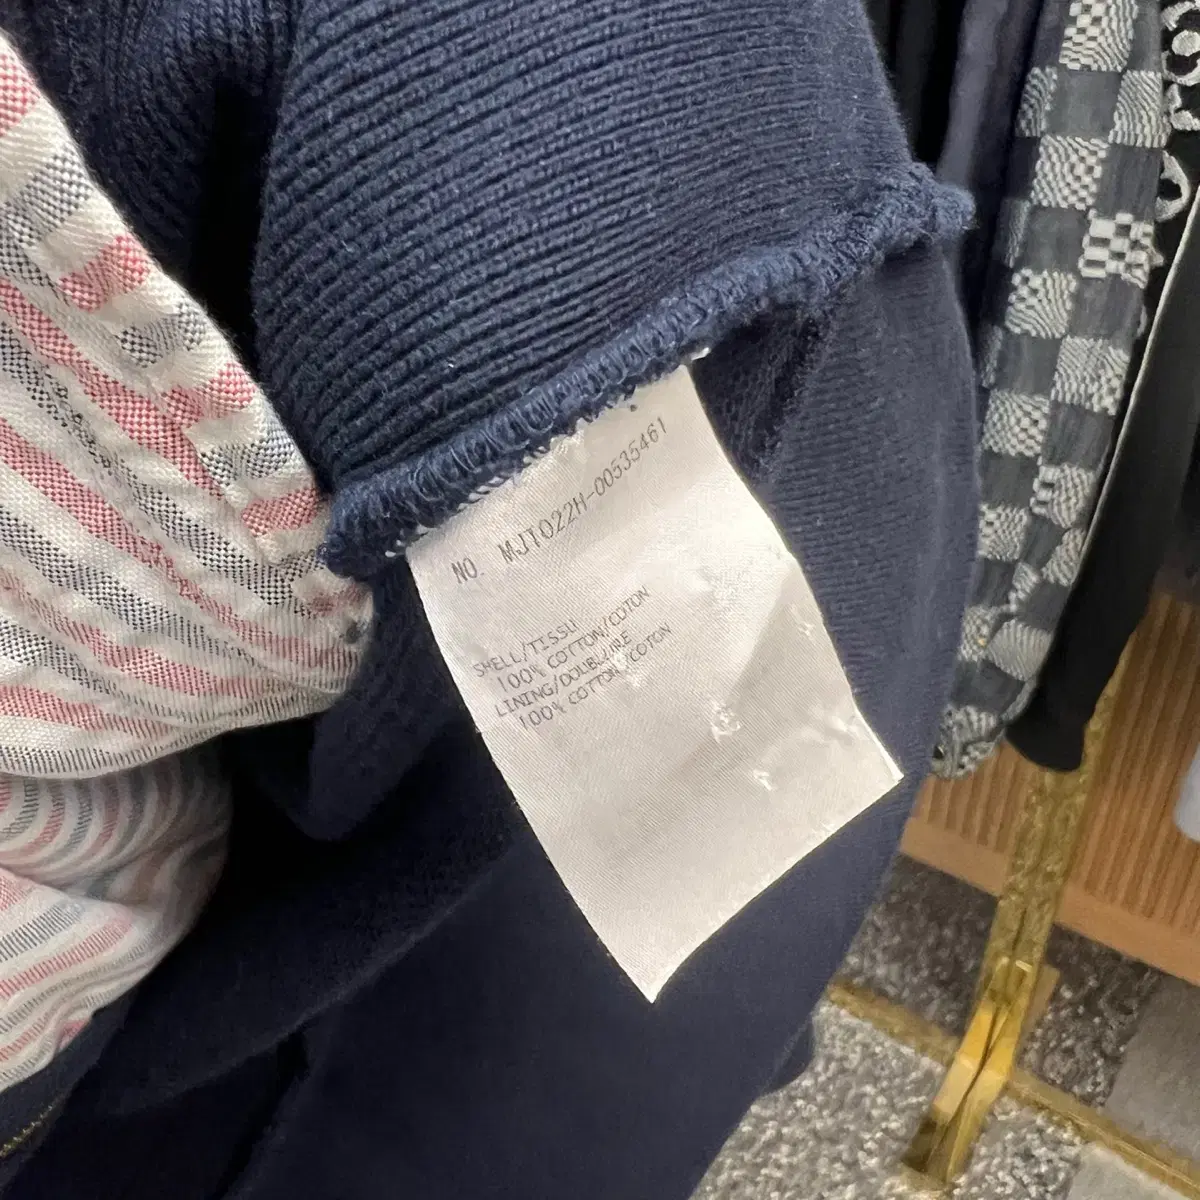 NO. MJT022H-00535461
SHELL/TISSU
100% COTTON/COTON
LINING/DOUBLURE
100% COTTON/COTON